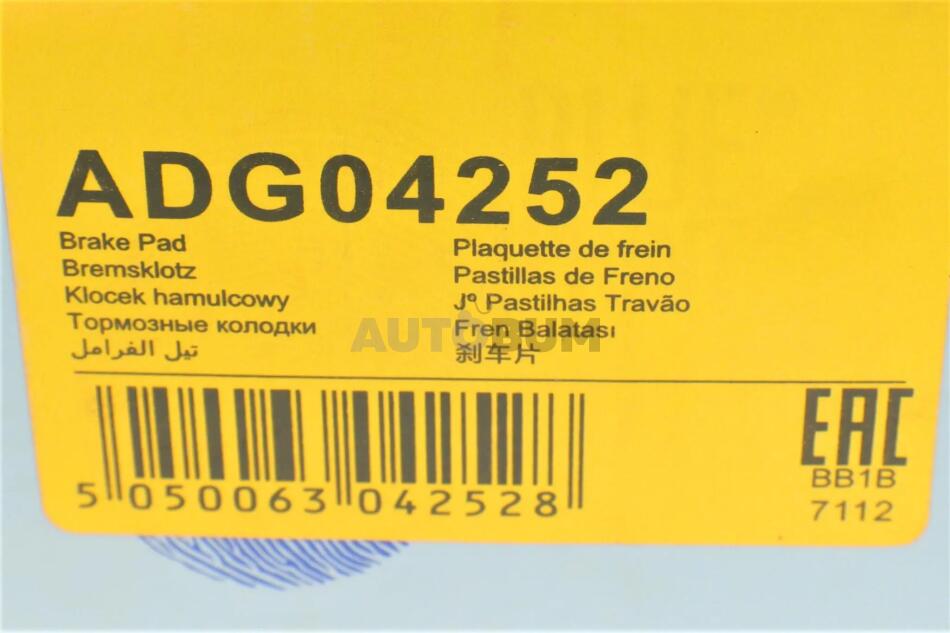 ADG04252
Brake Pad
Bremsklotz
Klocek hamulcowy
Тормозные колодки
تيل الفرامل
Plaquette de frein
Pastillas de Freno
Jº Pastilhas Travão
Fren Balatası
刹车片
AUTOBUM
5 050063 042528
EAC
BB1B
7112